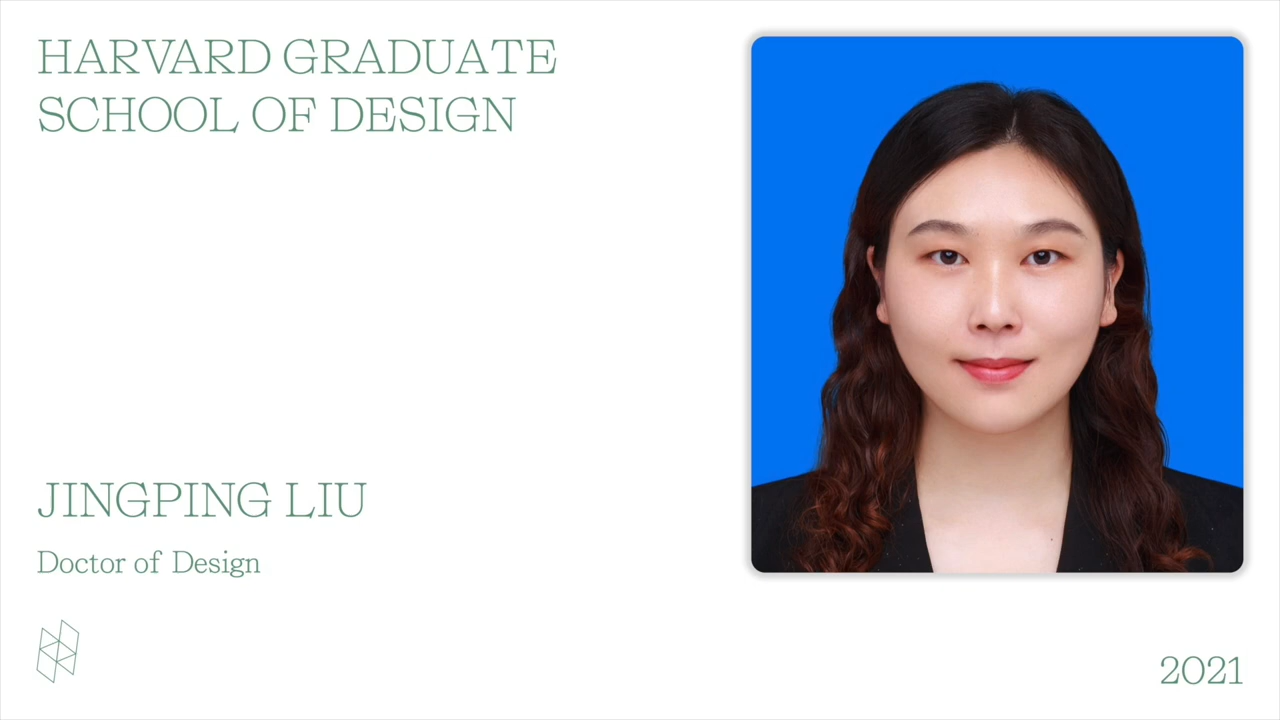 HARVARD GRADUATE
SCHOOL OF DESIGN
JINGPING LIU
Doctor of Design
2021